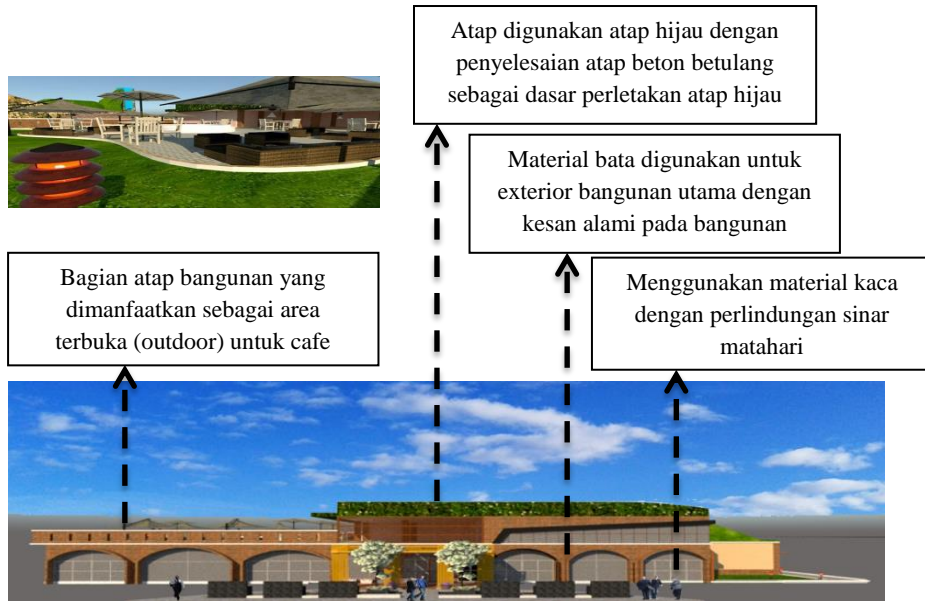 Atap digunakan atap hijau dengan
penyelesaian atap beton betulang
sebagai dasar perletakan atap hijau
Material bata digunakan untuk
exterior bangunan utama dengan
kesan alami pada bangunan
Bagian atap bangunan yang
dimanfaatkan sebagai area
terbuka (outdoor) untuk cafe
Menggunakan material kaca
dengan perlindungan sinar
matahari